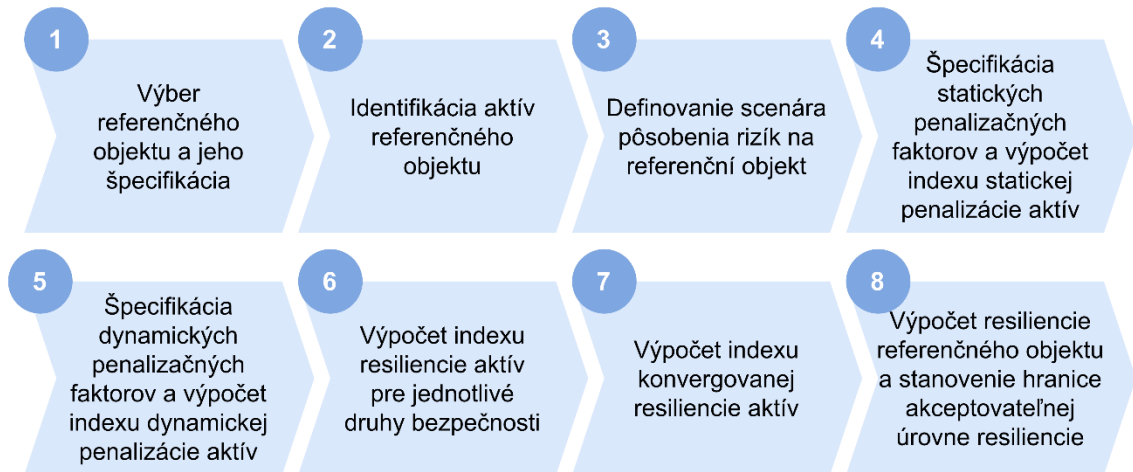 1
Výber
referenčného
objektu a jeho
špecifikácia
2
Identifikácia aktív
referenčného
objektu
3
Definovanie scenára
pôsobenia rizík na
referenční objekt
4
Špecifikácia
statických
penalizačných
faktorov a výpočet
indexu statickej
penalizácie aktív
5
Špecifikácia
dynamických
penalizačných
faktorov a výpočet
indexu dynamickej
penalizácie aktív
6
Výpočet indexu
resiliencie aktív
pre jednotlivé
druhy bezpečnosti
7
Výpočet indexu
konvergovanej
resiliencie aktív
8
Výpočet resiliencie
referenčného objektu
a stanovenie hranice
akceptovateľnej
úrovne resiliencie